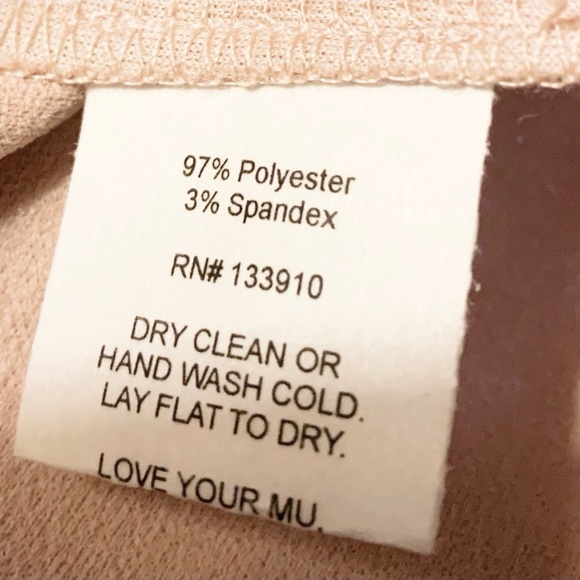 97% Polyester
3% Spandex
RN# 133910
DRY CLEAN OR
HAND WASH COLD.
LAY FLAT TO DRY.
LOVE YOUR MU.